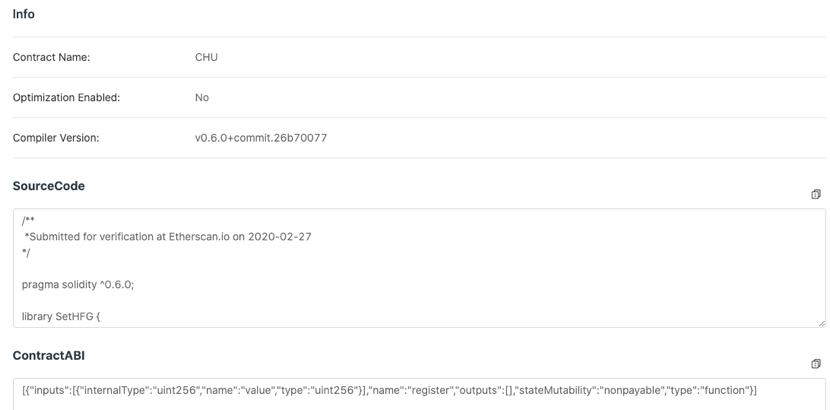 Info
Contract Name: CHU
Optimization Enabled: No
Compiler Version: v0.6.0+commit.26b70077
SourceCode
/**
*Submitted for verification at Etherscan.io on 2020-02-27
*/
pragma solidity ^0.6.0;
library SetHFG {
ContractABI
[{"inputs":[{"internalType":"uint256","name":"value","type":"uint256"}],"name":"register","outputs":[],"stateMutability":"nonpayable","type":"function"}]